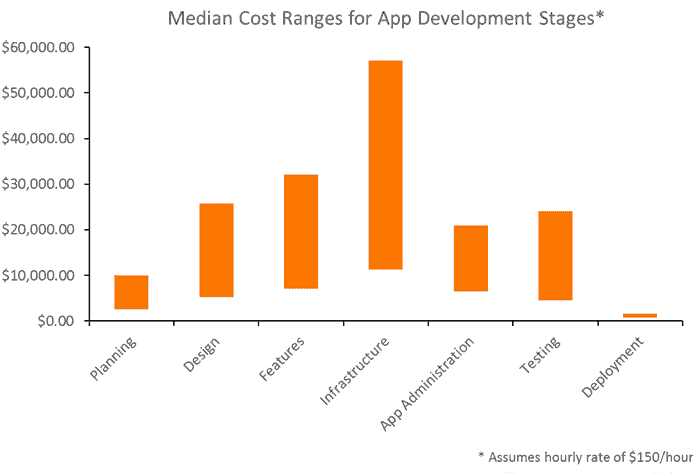 Median Cost Ranges for App Development Stages*
$60,000.00
$50,000.00
$40,000.00
$30,000.00
$20,000.00
$10,000.00
$0.00
Planning
Design
Features
Infrastructure
App Administration
Testing
Deployment
* Assumes hourly rate of $150/hour